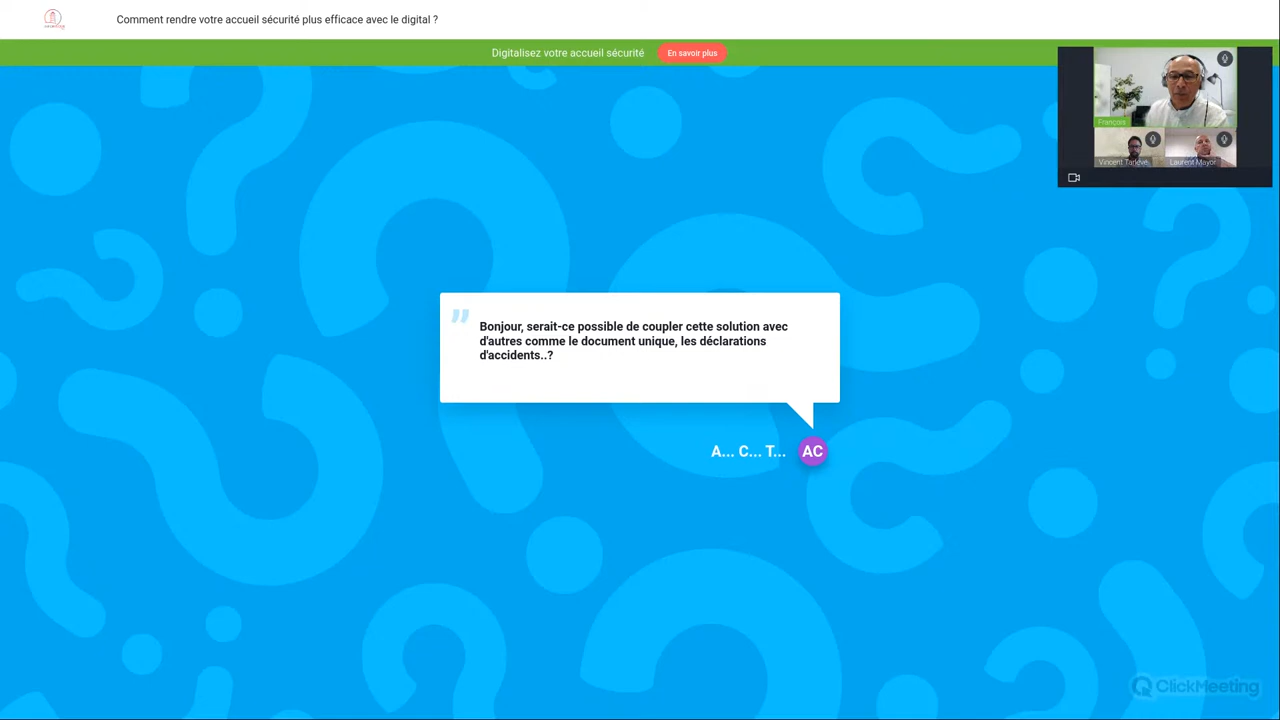 Comment rendre votre accueil sécurité plus efficace avec le digital ?
Digitalisez votre accueil sécurité
En savoir plus
François
Vincent Tarlevé
Laurent Mayor
Bonjour, serait-ce possible de coupler cette solution avec
d'autres comme le document unique, les déclarations
d'accidents..?
A... C... T...
AC
ClickMeeting